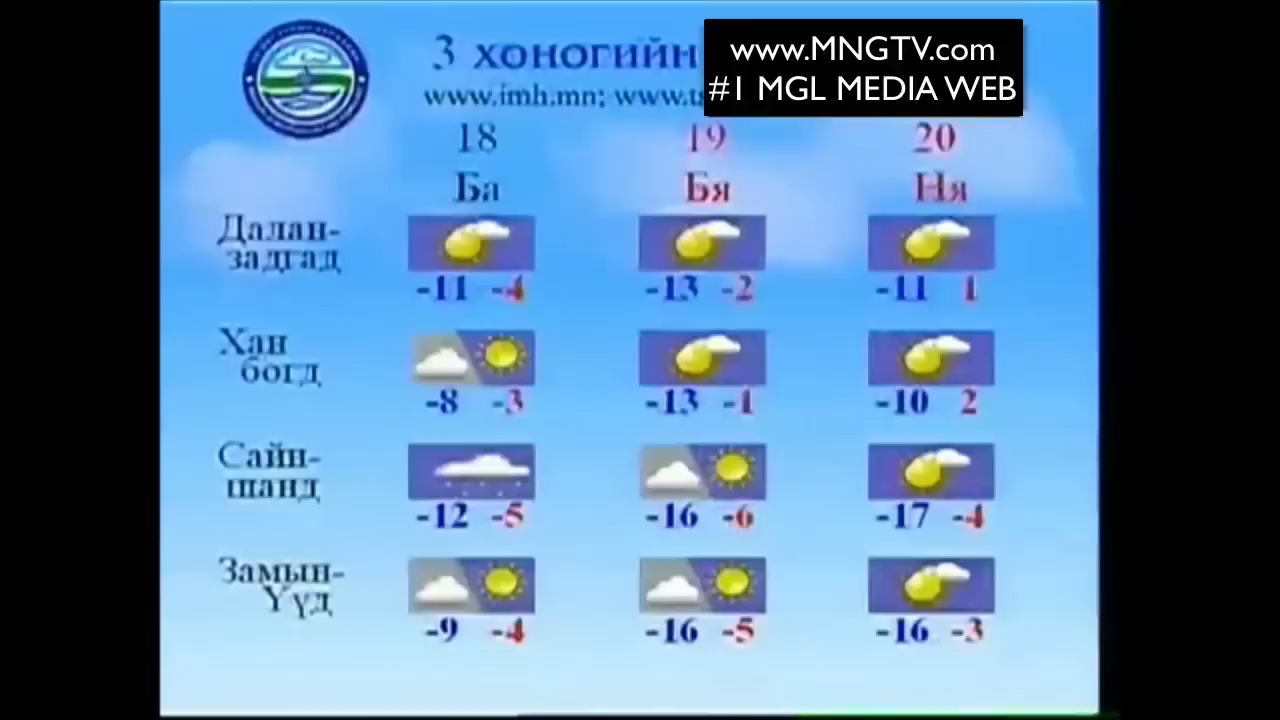 3 хоногийн
www.MNGTV.com
#1 MGL MEDIA WEB
www.imh.mn;
18 19 20
Ба Бя Ня
Далан-
задгад
-11 -4 -13 -2 -11 1
Хан
богд
-8 -3 -13 -1 -10 2
Сайн-
шанд
-12 -5 -16 -6 -17 -4
Замын-
Үүд
-9 -4 -16 -5 -16 -3